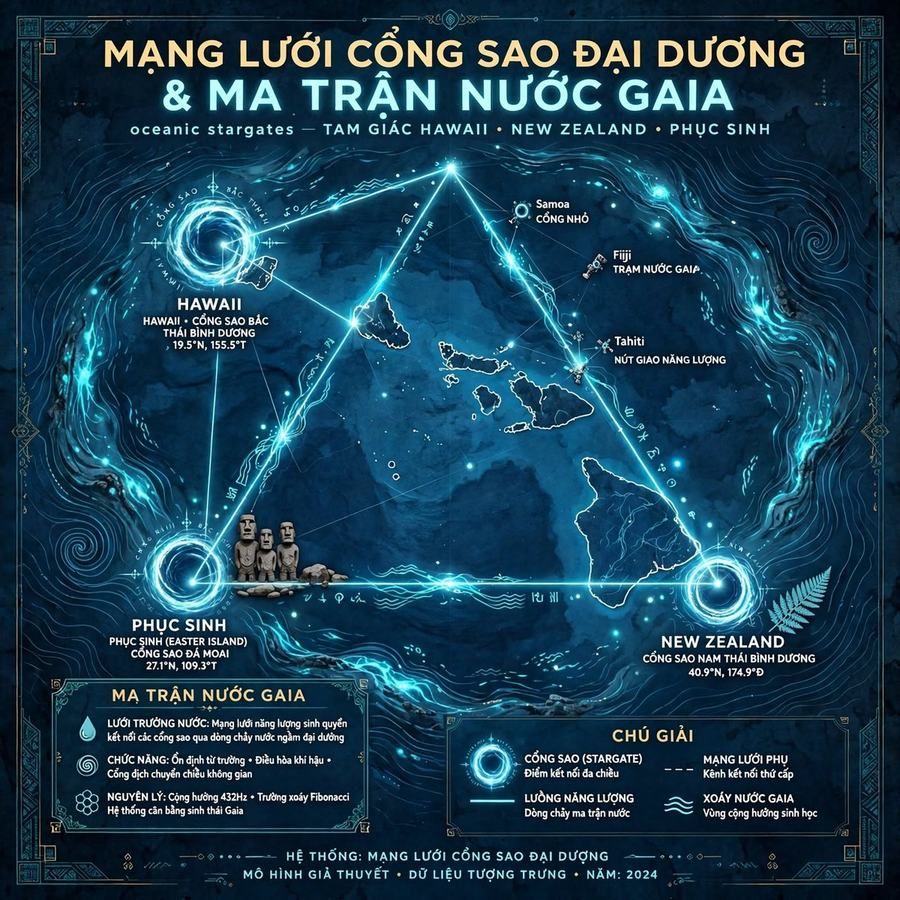 MẠNG LƯỚI CỔNG SAO ĐẠI DƯƠNG
& MA TRẬN NƯỚC GAIA
oceanic stargates — TAM GIÁC HAWAII • NEW ZEALAND • PHỤC SINH
CỔNG SAO
Samoa
CỔNG NHỎ
Fiiji
TRẠM NƯỚC GAIA
HAWAII
HAWAII • CỔNG SAO BẮC
THÁI BÌNH DƯƠNG
19.5°N, 155.5°T
Tahiti
NÚT GIAO NĂNG LƯỢNG
PHỤC SINH
PHỤC SINH (EASTER ISLAND)
CỔNG SAO ĐÁ MOAI
27.1°N, 109.3°T
NEW ZEALAND
CỔNG SAO NAM THÁI BÌNH DƯƠNG
40.9°N, 174.9°Đ
MẠ TRẬN NƯỚC GAIA
LƯỚI TRƯỜNG NƯỚC: Mạng lưới năng lượng sinh quyển
kết nối các cổng sao qua dòng chảy nước ngầm đại dương
CHỨC NĂNG: Ổn định từ trường • Điều hòa khí hậu •
Cổng dịch chuyển chiều không gian
NGUYÊN LÝ: Cộng hưởng 432Hz • Trường xoáy Fibonacci
Hệ thống cân bằng sinh thái Gaia
CHÚ GIẢI
CỔNG SAO (STARGATE)
Điểm kết nối đa chiều
MẠNG LƯỚI PHỤ
Kênh kết nối thứ cấp
LUỒNG NĂNG LƯỢNG
Dòng chảy ma trận nước
XOÁY NƯỚC GAIA
Vùng cộng hưởng sinh học
HỆ THỐNG: MẠNG LƯỚI CỔNG SAO ĐẠI DƯỢNG
MÔ HÌNH GIẢ THUYẾT • DỮ LIỆU TƯỢNG TRƯNG • NĂM: 2024